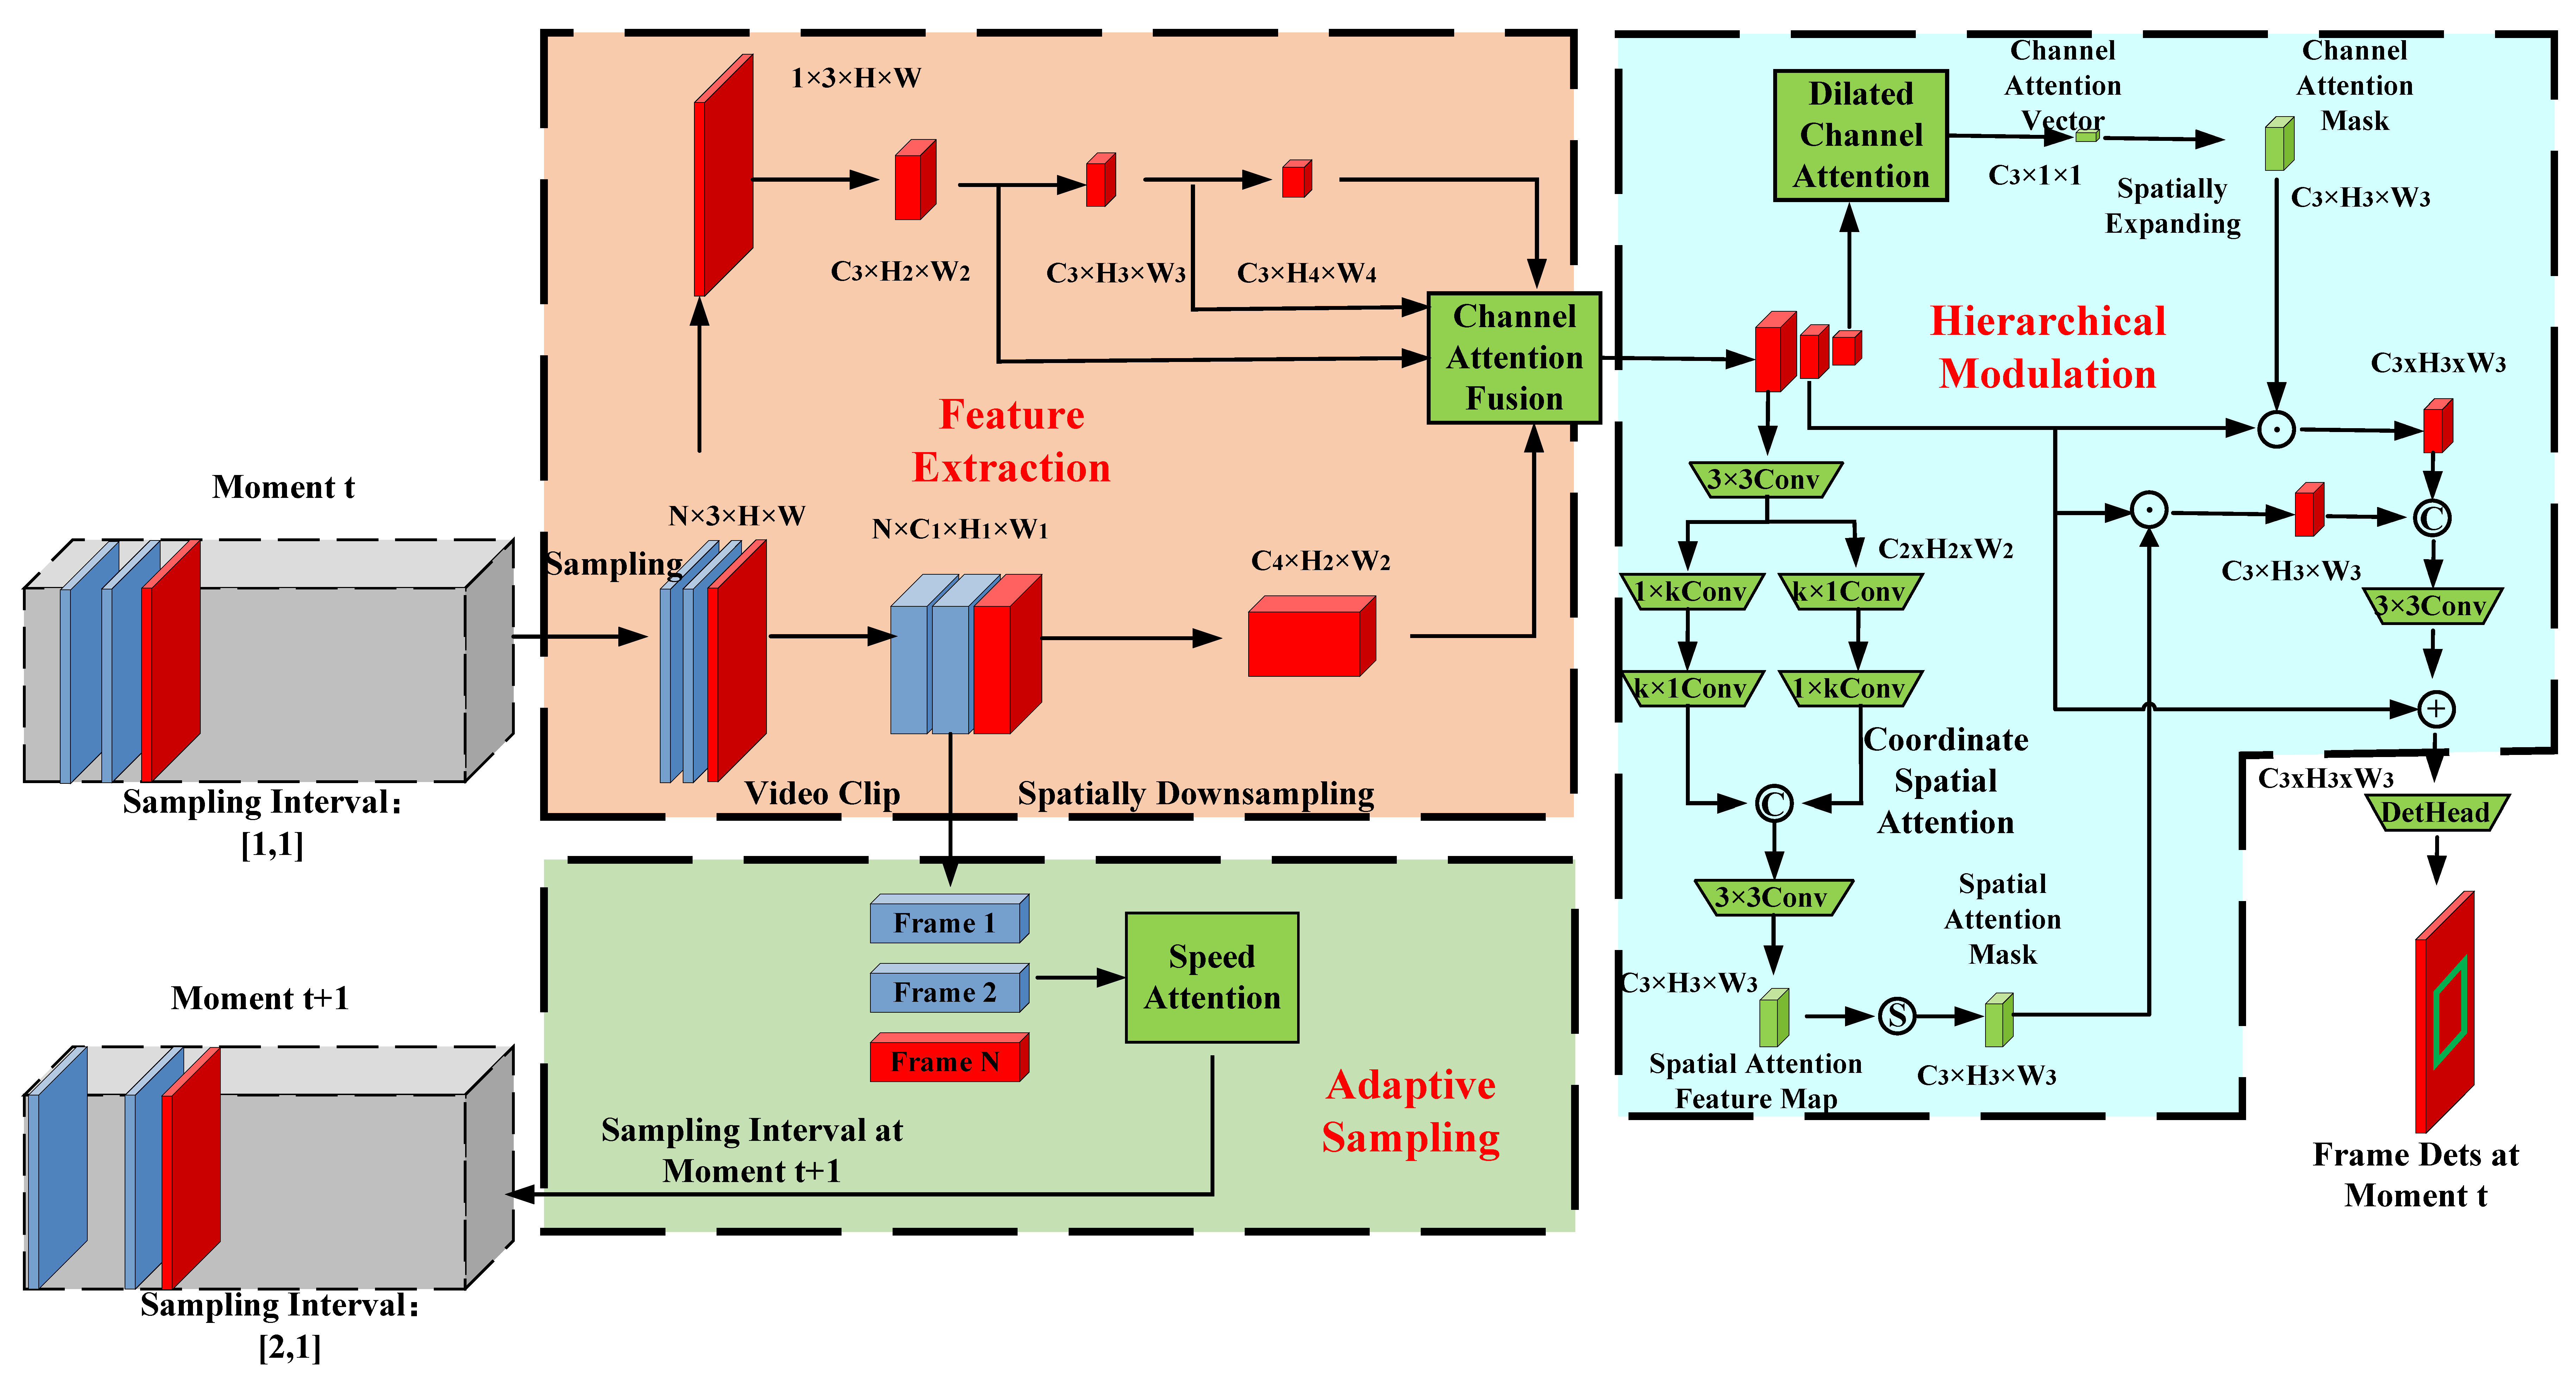 Moment t
Sampling Interval：
[1,1]
Moment t+1
Sampling Interval：
[2,1]
1×3×H×W
C3×H2×W2
C3×H3×W3
C3×H4×W4
Channel
Attention
Fusion
Feature
Extraction
Sampling
N×3×H×W
N×C1×H1×W1
C4×H2×W2
Video Clip
Spatially Downsampling
Frame 1
Frame 2
Frame N
Speed
Attention
Adaptive
Sampling
Sampling Interval at
Moment t+1
Dilated
Channel
Attention
Channel
Attention
Vector
C3×1×1
Spatially
Expanding
Channel
Attention
Mask
C3×H3×W3
Hierarchical
Modulation
C3xH3xW3
3×3Conv
C2xH2xW2
1×kConv
k×1Conv
k×1Conv
1×kConv
C
Coordinate
Spatial
Attention
3×3Conv
C3×H3×W3
Spatial Attention
Feature Map
S
Spatial
Attention
Mask
C3×H3×W3
C3×H3×W3
C
3×3Conv
+
C3xH3xW3
DetHead
Frame Dets at
Moment t